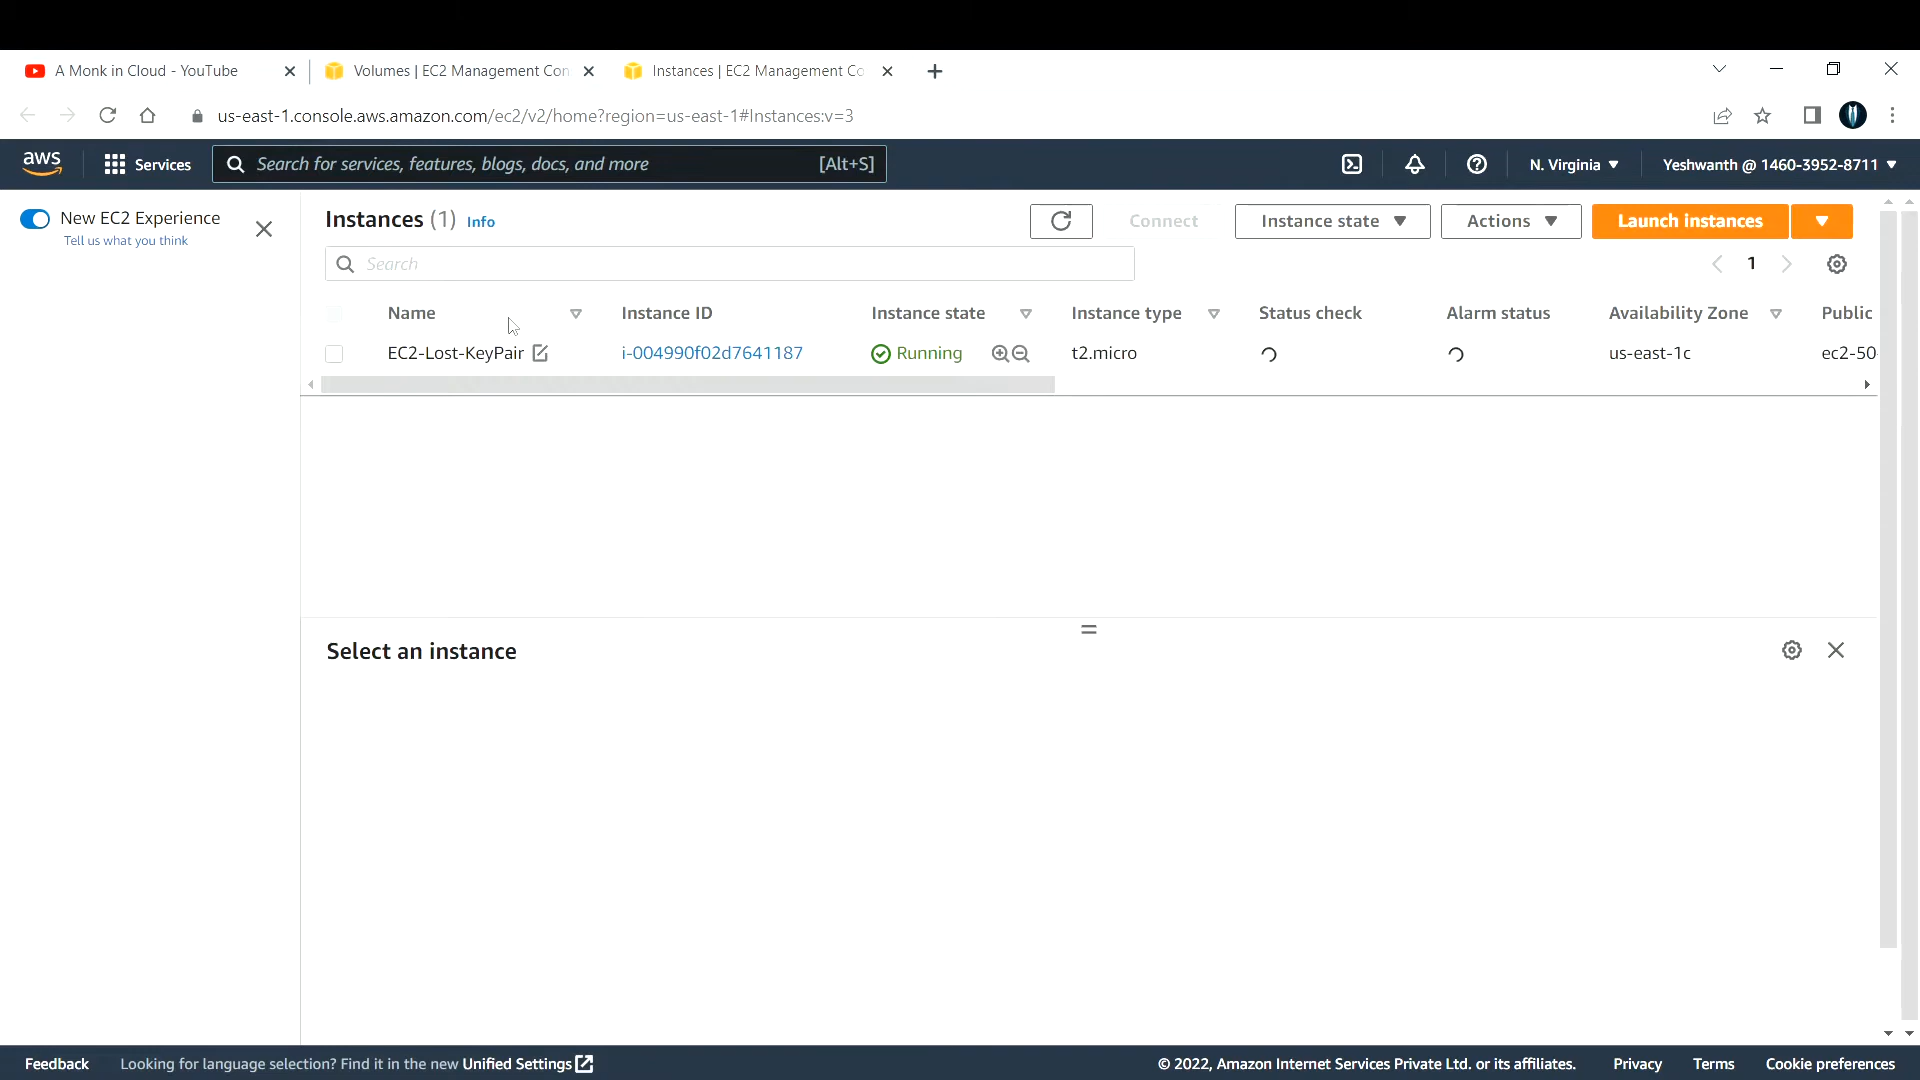 A Monk in Cloud - YouTube
Volumes | EC2 Management Con
Instances | EC2 Management Co
us-east-1.console.aws.amazon.com/ec2/v2/home?region=us-east-1#Instances:v=3
aws
Services
Search for services, features, blogs, docs, and more
[Alt+S]
N. Virginia
Yeshwanth @ 1460-3952-8711
New EC2 Experience
Tell us what you think
Instances (1) Info
Connect
Instance state
Actions
Launch instances
Search
1
Name Instance ID Instance state Instance type Status check Alarm status Availability Zone Public
EC2-Lost-KeyPair i-004990f02d7641187 Running t2.micro us-east-1c ec2-50
Select an instance
Feedback Looking for language selection? Find it in the new Unified Settings © 2022, Amazon Internet Services Private Ltd. or its affiliates. Privacy Terms Cookie preferences